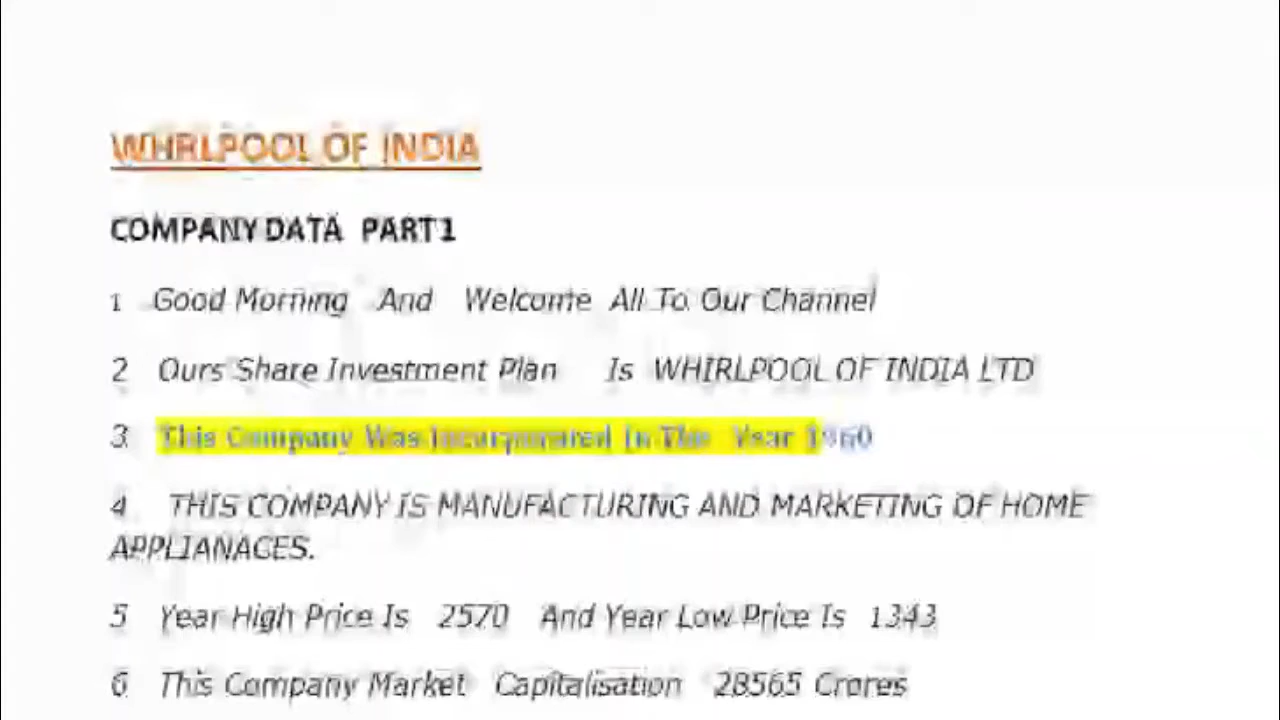 WHRLPOOL OF INDIA
COMPANY DATA PART1
1 Good Morning And Welcome All To Our Channel
2 Ours Share Investment Plan Is WHIRLPOOL OF INDIA LTD
3 This Company Was Incorporated In The Year 1960
4 THIS COMPANY IS MANUFACTURING AND MARKETING OF HOME
APPLIANACES.
5 Year High Price Is 2570 And Year Low Price Is 1343
6 This Company Market Capitalisation 28565 Crores